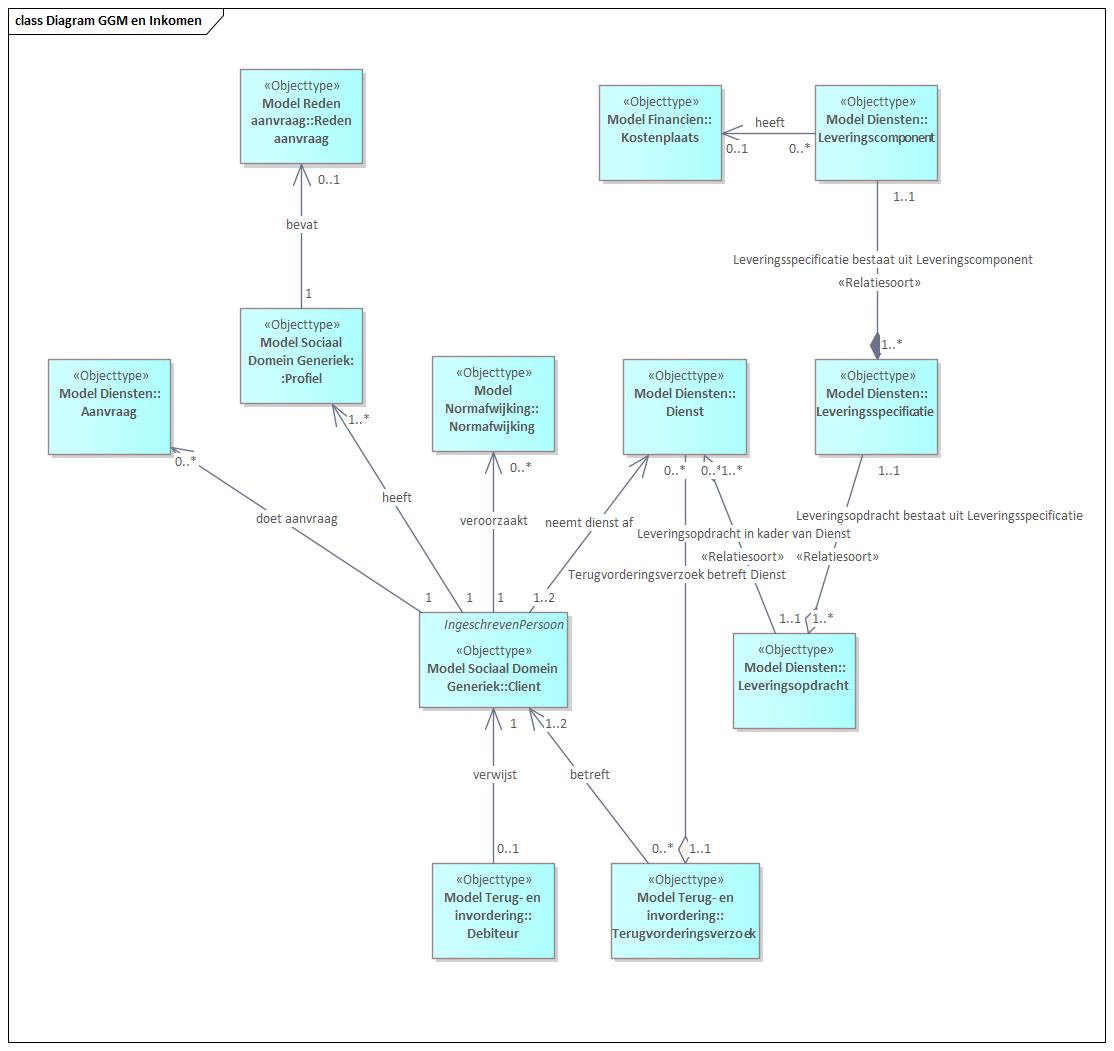 class Diagram GGM en Inkomen
«Objecttype»
Model Reden
aanvraag::Reden
aanvraag
«Objecttype»
Model Financien::
Kostenplaats
heeft
0..1
0..*
«Objecttype»
Model Diensten::
Leveringscomponent
0..1
bevat
1
1..1
Leveringsspecificatie bestaat uit Leveringscomponent
«Relatiesoort»
1..*
«Objecttype»
Model Sociaal
Domein Generiek:
:Profiel
«Objecttype»
Model Diensten::
Aanvraag
«Objecttype»
Model
Normafwijking::
Normafwijking
«Objecttype»
Model Diensten::
Dienst
«Objecttype»
Model Diensten::
Leveringsspecificatie
0..*
1..*
0..*
0..*
0..*
1..*
1..1
doet aanvraag
heeft
veroorzaakt
neemt dienst af
Leveringsopdracht bestaat uit Leveringsspecificatie
Leveringsopdracht in kader van Dienst
«Relatiesoort»
«Relatiesoort»
Terugvorderingsverzoek betreft Dienst
1
1
1
1..2
1..1
1..*
IngeschrevenPersoon
«Objecttype»
Model Sociaal Domein
Generiek::Client
«Objecttype»
Model Diensten::
Leveringsopdracht
1
1..2
verwijst
betreft
0..1
0..*
1..1
«Objecttype»
Model Terug- en
invordering::
Debiteur
«Objecttype»
Model Terug- en
invordering::
Terugvorderingsverzoek